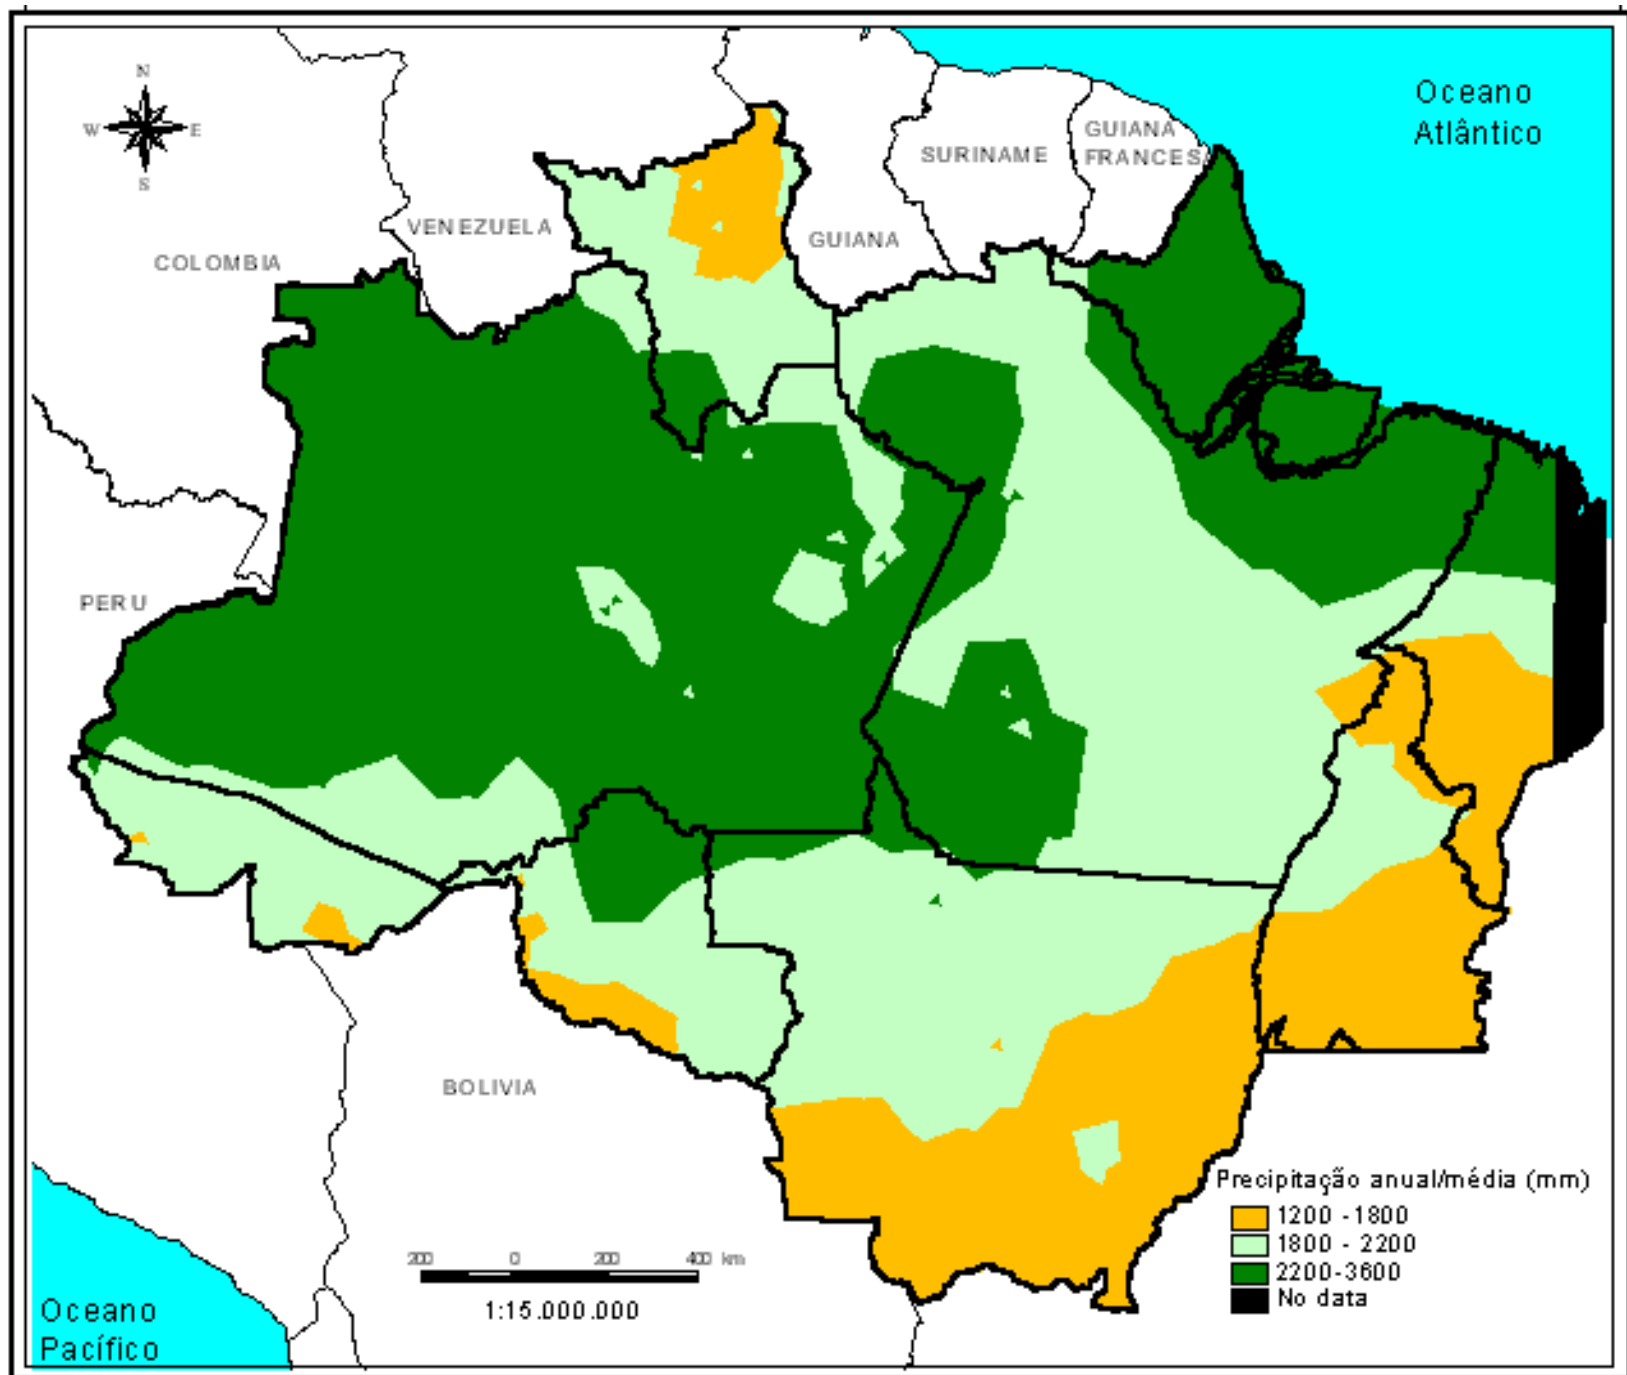 N
W
E
S
Oceano
Atlântico
GUIANA
FRANCESA
SURINAME
VENEZUELA
GUIANA
COLOMBIA
PERU
BOLIVIA
Precipitação anual/média (mm)
1200 -1800
1800 - 2200
2200-3600
No data
200 0 200 400 km
1:15.000.000
Oceano
Pacífico